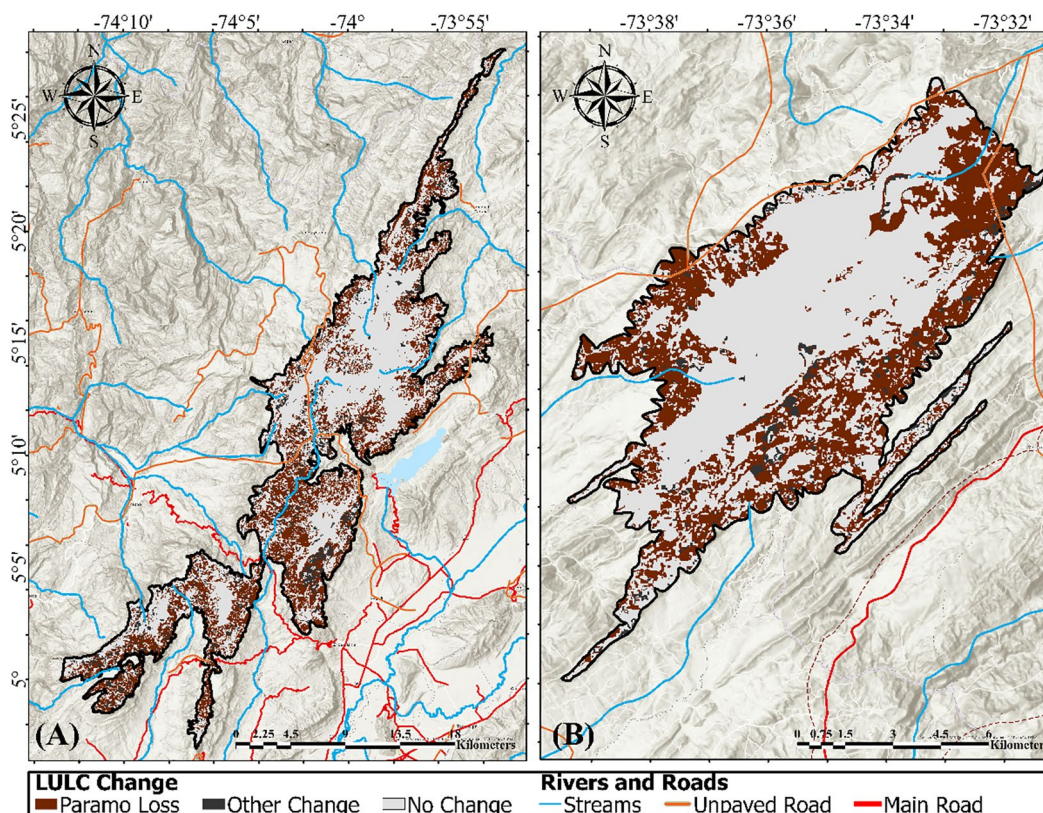 -74°10' -74°5' -74° -73°55'
-73°38' -73°36' -73°34' -73°32'
N
W E
S
N
W E
S
5°25'
5°20'
5°15'
5°10'
5°5'
5°
(A)
0 2.25 4.5 9 13.5 18
Kilometers
(B)
0 0.75 1.5 3 4.5 6
Kilometers
LULC Change Rivers and Roads
Paramo Loss Other Change No Change Streams Unpaved Road Main Road